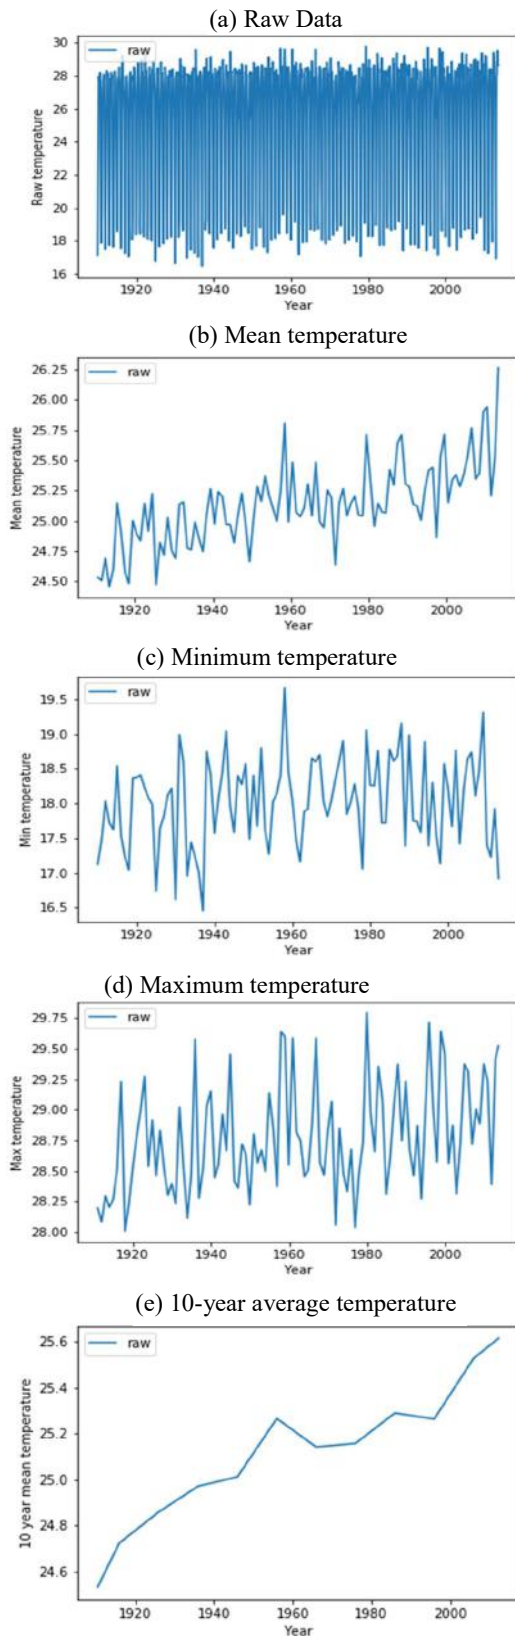 (a) Raw Data
raw
30
28
26
24
22
20
18
16
Raw temperature
1920 1940 1960 1980 2000
Year
(b) Mean temperature
raw
26.25
26.00
25.75
25.50
25.25
25.00
24.75
24.50
Mean temperature
1920 1940 1960 1980 2000
Year
(c) Minimum temperature
raw
19.5
19.0
18.5
18.0
17.5
17.0
16.5
Min temperature
1920 1940 1960 1980 2000
Year
(d) Maximum temperature
raw
29.75
29.50
29.25
29.00
28.75
28.50
28.25
28.00
Max temperature
1920 1940 1960 1980 2000
Year
(e) 10-year average temperature
raw
25.6
25.4
25.2
25.0
24.8
24.6
10 year mean temperature
1920 1940 1960 1980 2000
Year